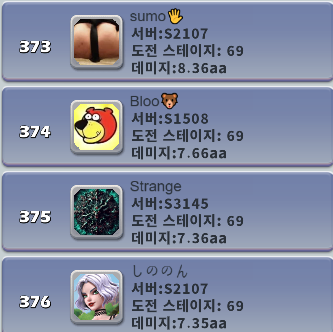 373
sumo🖐
서버:S2107
도전 스테이지: 69
데미지:8.36aa
374
Bloo🐻
서버:S1508
도전 스테이지: 69
데미지:7.66aa
375
Strange
서버:S3145
도전 스테이지: 69
데미지:7.36aa
376
しののん
서버:S2107
도전 스테이지: 69
데미지:7.35aa